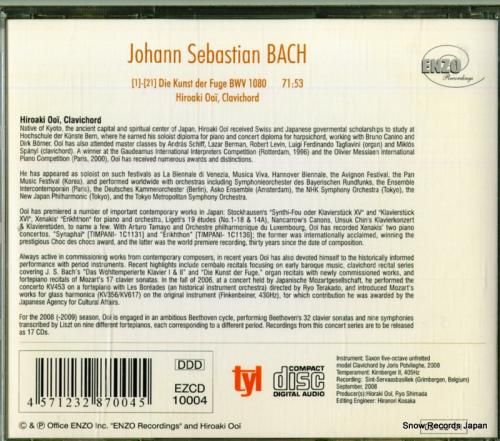 Johann Sebastian BACH
ENZO
Recordings
[1]-[21] Die Kunst der Fuge BWV 1080 71:53
Hiroaki Ooï, Clavichord
Hiroaki Ooï, Clavichord
Native of Kyoto, the ancient capital and spiritual center of Japan, Hiroaki Ooï received Swiss and Japanese govermental scholarships to study at
Hochschule der Künste Bern, where he earned his soloist diploma for piano and concert diploma for harpsichord, working with Bruno Canino and
Dirk Börner. Ooï has also attended master classes by András Schiff, Lazar Berman, Robert Levin, Luigi Ferdinando Tagliavini (organ) and Miklós
Spányi (clavichord). A winner at the Gaudeamus International Interpreters Competition (Rotterdam, 1996) and the Olivier Messiaen International
Piano Competition (Paris, 2000), Ooï has received numerous awards and distinctions.
He has appeared as soloist on such festivals as La Biennale di Venezia, Musica Viva, Hannover Biennale, the Avignon Festival, the Pan
Music Festival (Korea), and performed worldwide with orchestras including Symphonieorchester des Bayerischen Rundfunks, the Ensemble
Intercontemporain (Paris), the Deutsches Kammerorchester (Berlin), Asko Ensemble (Amsterdam), the NHK Symphony Orchestra (Tokyo), the
New Japan Philharmonic (Tokyo), and the Tokyo Metropolitan Symphony Orchestra.
Ooï has premiered a number of important contemporary works in Japan: Stockhausen's "Synthi-Fou oder Klavierstück XV" and "Klavierstück
XVI", Xenakis' "Erikhthon" for piano and orchestra, Ligeti's 19 études (No.1-18 & 14A), Nancarrow's Canons, Unsuk Chin's Klavierkonzert
& Klavieretüden, to name a few. With Arturo Tamayo and Orchestre philharmonique du Luxembourg, Ooï has recorded Xenakis' two piano
concertos, "Synaphaï" [TIMPANI- 1C1131] and "Erikhthon" [TIMPANI- 1C1136]; the former was internationally acclaimed, winning the
prestigious Choc des chocs award, and the latter was the world premiere recording, thirty years since the date of composition.
Always active in commissioning works from contemporary composers, in recent years Ooï has also devoted himself to the historically informed
performance with period instruments. Recent highlights include cembalo recitals focusing on early baroque music, clavichord recital series
covering J. S. Bach's "Das Wohltemperierte Klavier I & II" and "Die Kunst der Fuge," organ recitals with newly commissioned works, and
fortepiano recitals of Mozart's 17 clavier sonatas. In the fall of 2006, at a concert held by Japanische Mozartgesellschaft, he performed the
concerto KV453 on a fortepiano with Les Boréades (an historical instrument orchestra) directed by Ryo Terakado, and introduced Mozart's
works for glass harmonica (KV356/KV617) on the original instrument (Finkenbeiner, 430Hz), for which contribution he was awarded by the
Japanese Agency for Cultural Affairs.
For the 2008 (-2009) season, Ooï is engaged in an ambitious Beethoven cycle, performing Beethoven's 32 clavier sonatas and nine symphonies
transcribed by Liszt on nine different fortepianos, each corresponding to a different period. Recordings from this concert series are to be released
as 17 CDs.
4 571232 870045
DDD
EZCD
10004
tyl
COMPACT
disc
DIGITAL AUDIO
Instrument: Saxon five-octave unfretted
model Clavichord by Joris Potvlieghe, 2008
Temperament: Kirnberger II, 405Hz
Recording: Sint-Servaasbasiliek (Grimbergen, Belgium)
September, 2008
Producers: Hiroaki Ooï, Ryo Shimada
Editing Engineer: Hironori Kosaka
© & ℗ Office ENZO Inc. "ENZO Recordings" and Hiroaki Ooï
Snow Records Japan
www.snowrecords.jp